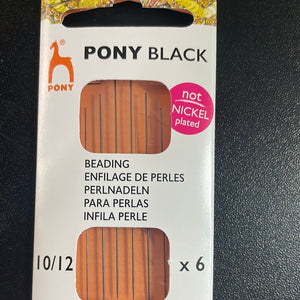 PONY
PONY BLACK
not
NICKEL
plated
BEADING
ENFILAGE DE PERLES
PERLNADELN
PARA PERLAS
INFILA PERLE
10/12
x 6